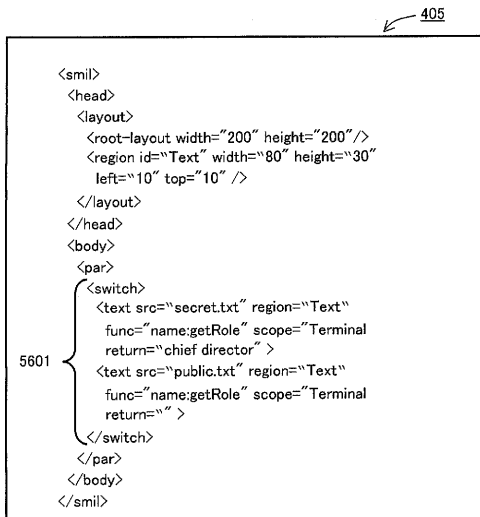 405
<smil>
<head>
<layout>
<root-layout width="200" height="200"/>
<region id="Text" width="80" height="30"
left="10" top="10" />
</layout>
</head>
<body>
<par>
<switch>
<text src="secret.txt" region="Text"
func="name:getRole" scope="Terminal
return="chief director" >
5601
<text src="public.txt" region="Text"
func="name:getRole" scope="Terminal
return="" >
</switch>
</par>
</body>
</smil>